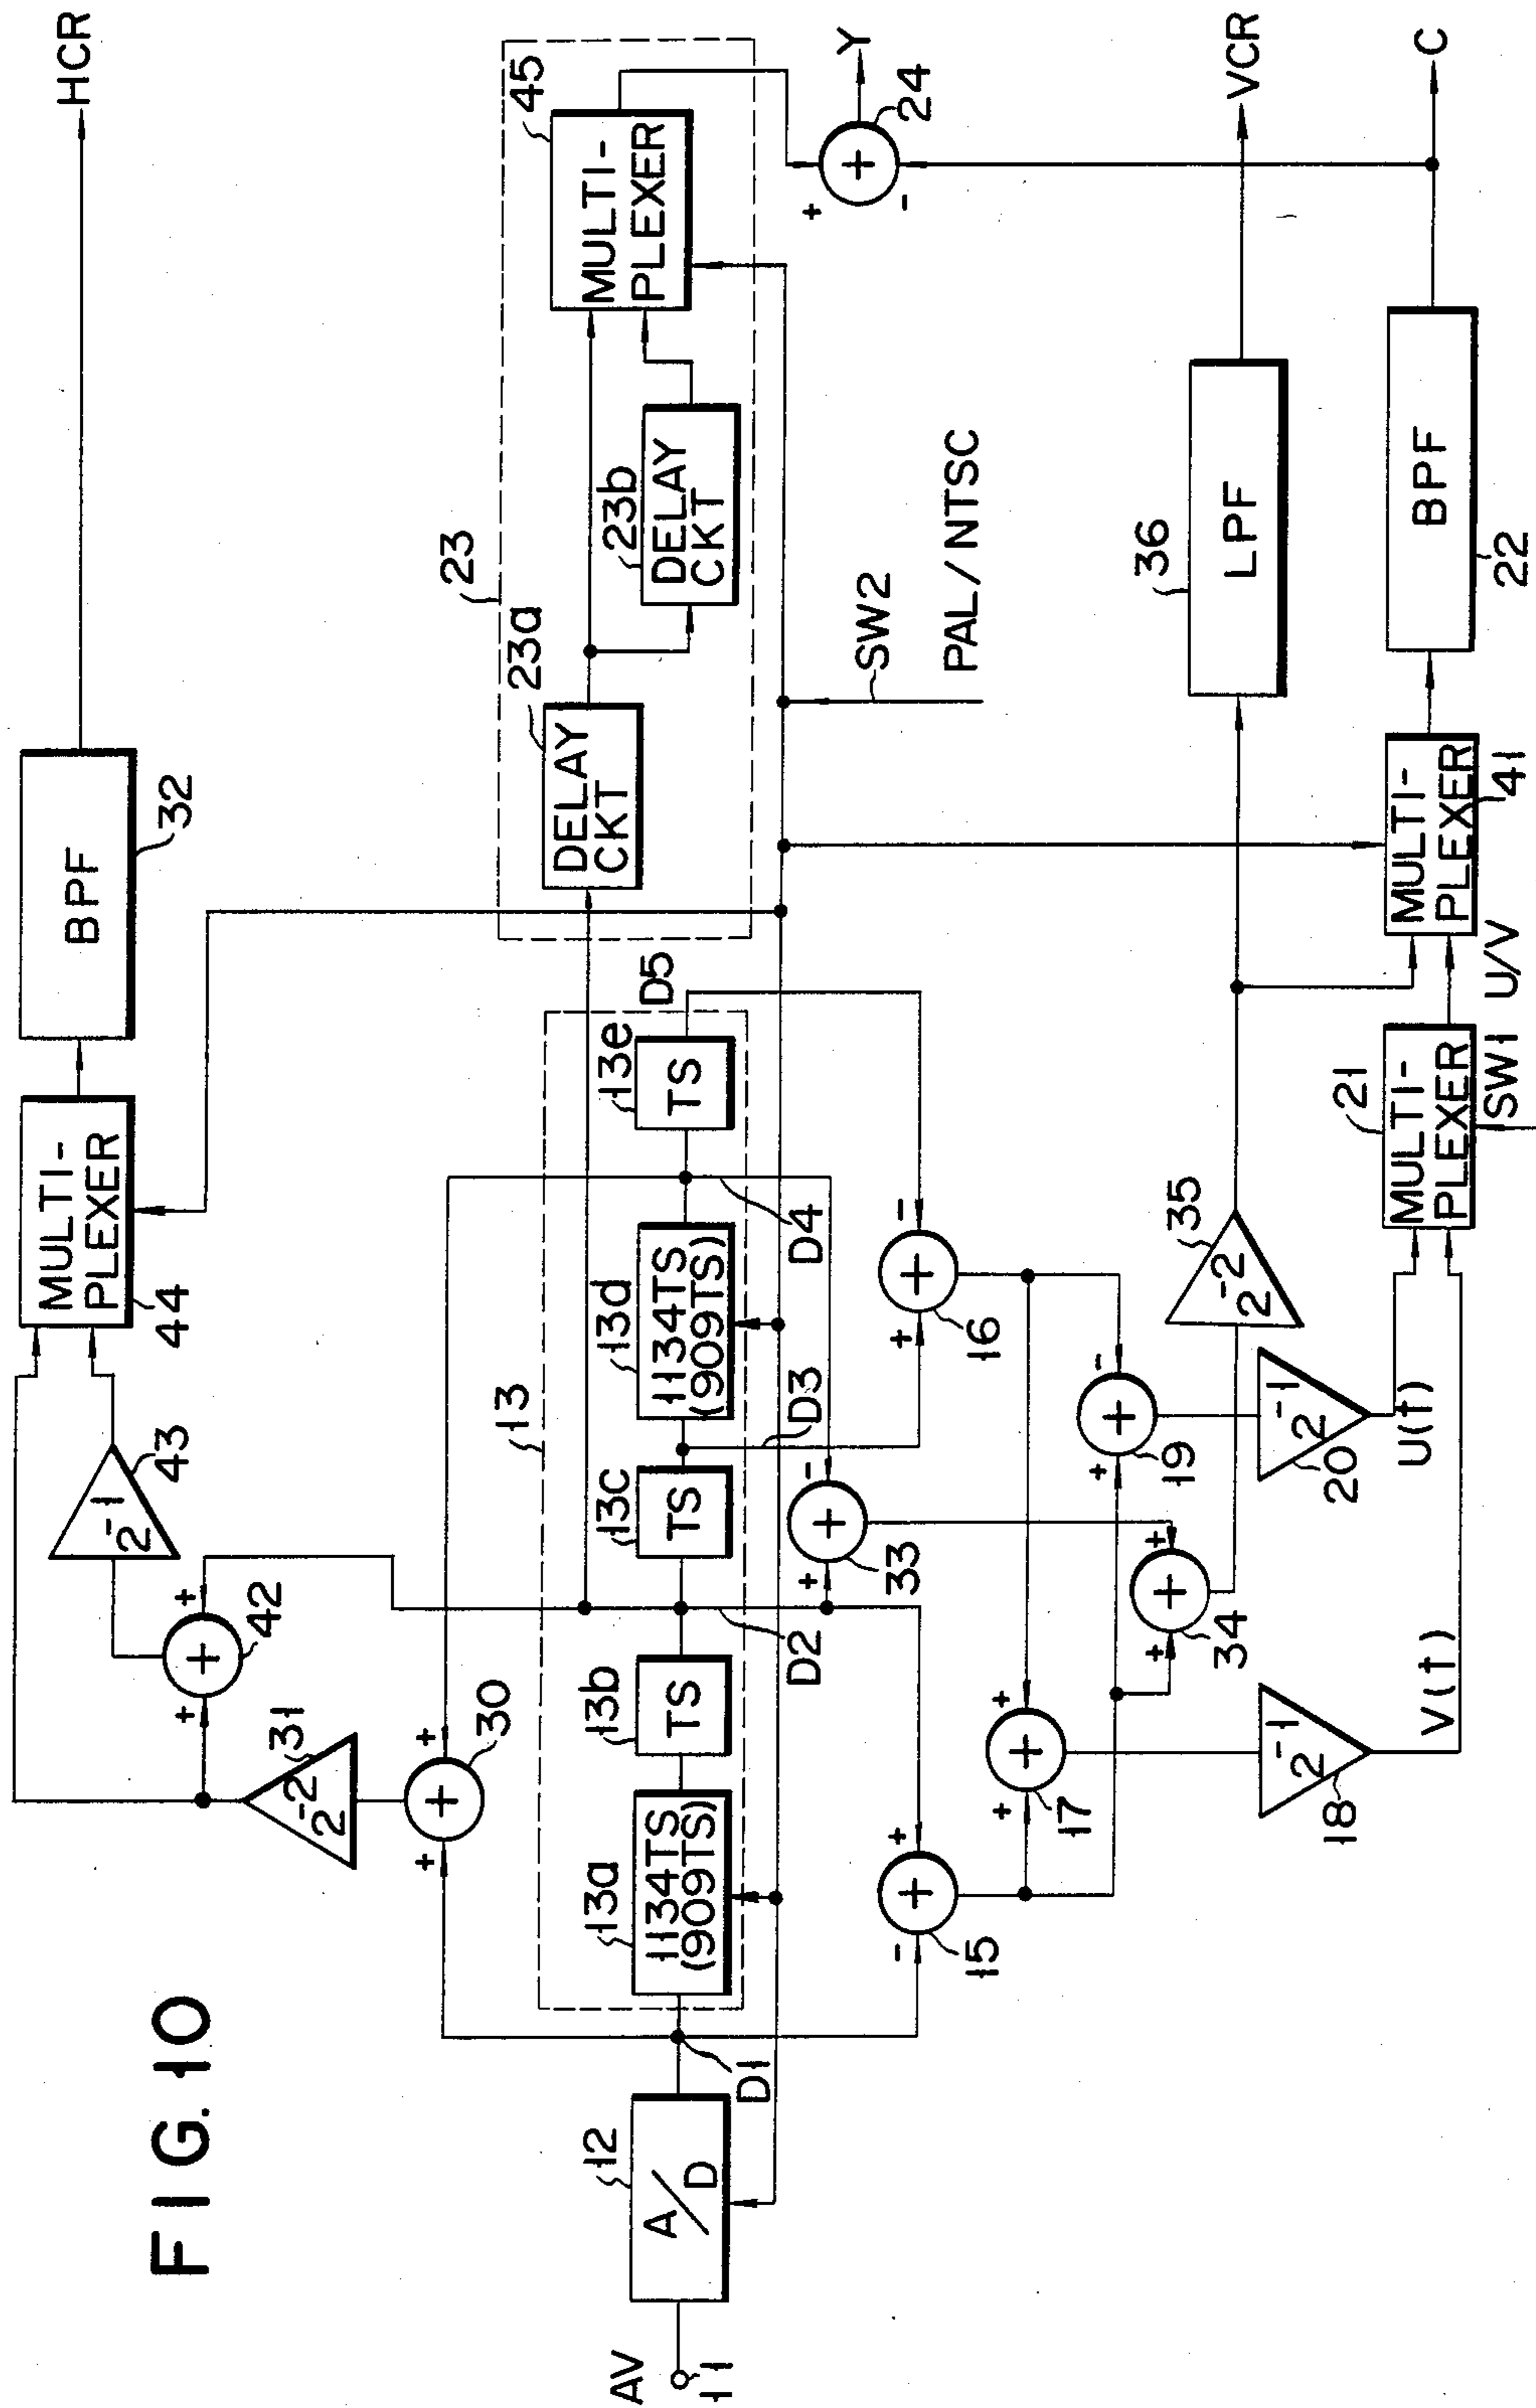 FIG. 10
HCR
MULTI-
PLEXER
44
BPF
32
2⁻¹
43
+
+
+
42
2⁻²
31
+
+
+
30
23
23a
DELAY
CKT
23b
DELAY
CKT
45
MULTI-
PLEXER
+
+
-
24
Y
AV
11
12
A/D
D1
13
13a
1134TS
(909TS)
13b
TS
D2
13c
TS
D3
13d
1134TS
(909TS)
D4
13e
TS
D5
SW2
PAL/NTSC
+
-
+
33
-
+
+
15
+
-
+
16
+
+
+
17
+
-
+
19
+
+
+
34
2⁻²
35
36
LPF
VCR
2⁻¹
18
V(t)
2⁻¹
20
U(t)
21
MULTI-
PLEXER
SW1
U/V
MULTI-
PLEXER
41
BPF
22
C